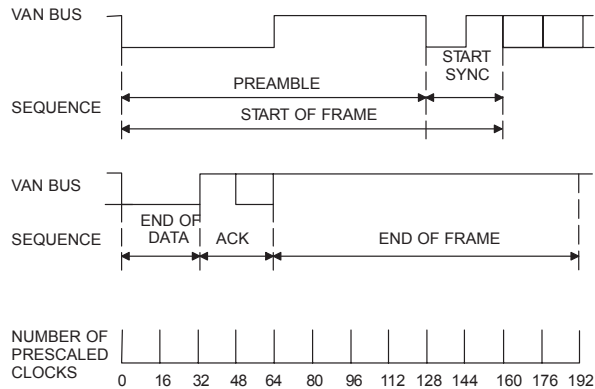 VAN BUS
START
SYNC
PREAMBLE
SEQUENCE
START OF FRAME
VAN BUS
END OF
DATA
ACK
END OF FRAME
SEQUENCE
NUMBER OF
PRESCALED
CLOCKS
0 16 32 48 64 80 96 112 128 144 160 176 192